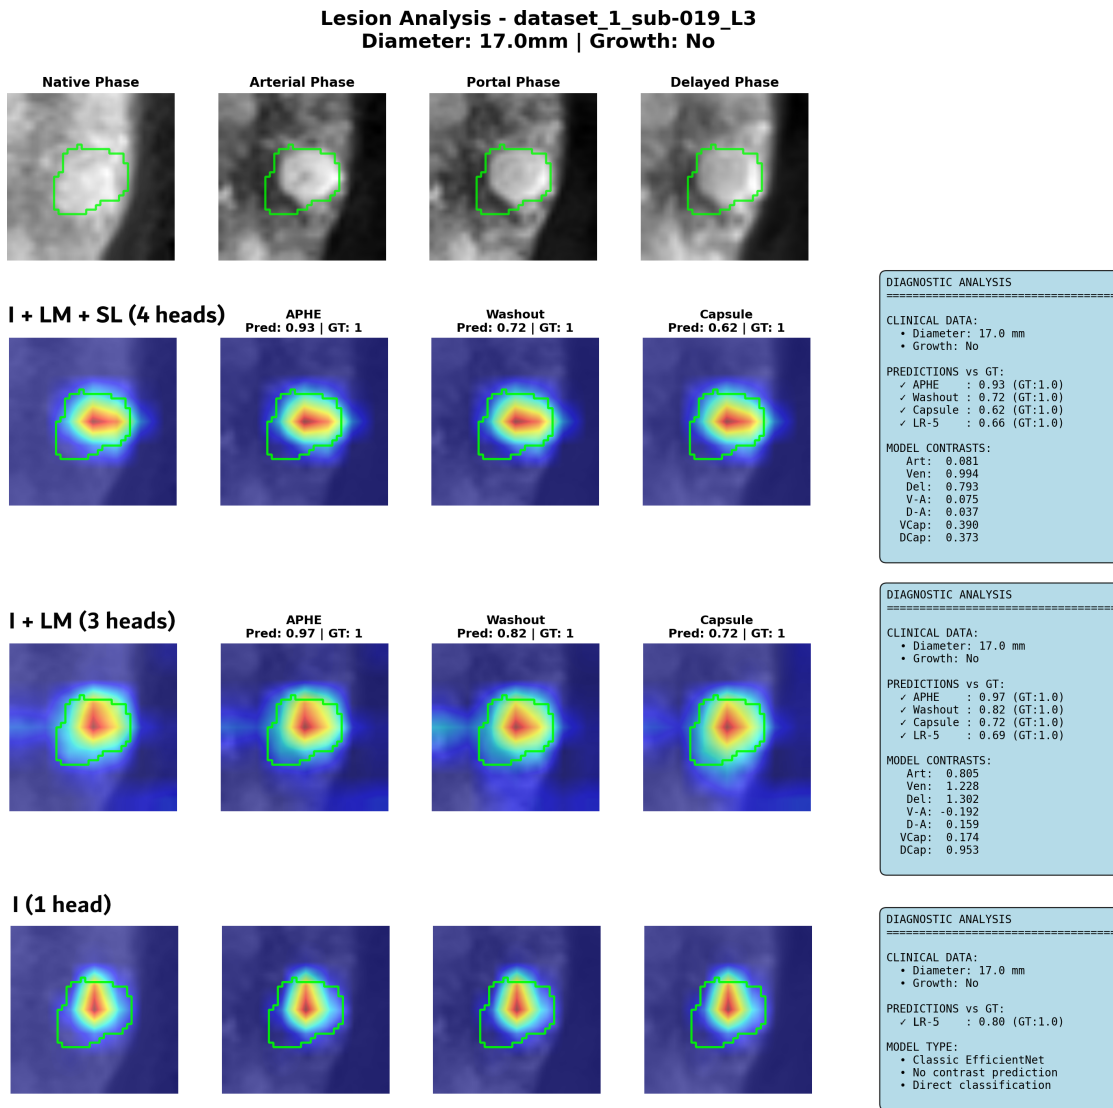 Lesion Analysis - dataset_1_sub-019_L3
Diameter: 17.0mm | Growth: No
Native Phase
Arterial Phase
Portal Phase
Delayed Phase
I + LM + SL (4 heads)
APHE
Pred: 0.93 | GT: 1
Washout
Pred: 0.72 | GT: 1
Capsule
Pred: 0.62 | GT: 1
DIAGNOSTIC ANALYSIS
===================================
CLINICAL DATA:
• Diameter: 17.0 mm
• Growth: No
PREDICTIONS vs GT:
✓ APHE : 0.93 (GT:1.0)
✓ Washout : 0.72 (GT:1.0)
✓ Capsule : 0.62 (GT:1.0)
✓ LR-5 : 0.66 (GT:1.0)
MODEL CONTRASTS:
Art: 0.081
Ven: 0.994
Del: 0.793
V-A: 0.075
D-A: 0.037
VCap: 0.390
DCap: 0.373
I + LM (3 heads)
APHE
Pred: 0.97 | GT: 1
Washout
Pred: 0.82 | GT: 1
Capsule
Pred: 0.72 | GT: 1
DIAGNOSTIC ANALYSIS
===================================
CLINICAL DATA:
• Diameter: 17.0 mm
• Growth: No
PREDICTIONS vs GT:
✓ APHE : 0.97 (GT:1.0)
✓ Washout : 0.82 (GT:1.0)
✓ Capsule : 0.72 (GT:1.0)
✓ LR-5 : 0.69 (GT:1.0)
MODEL CONTRASTS:
Art: 0.805
Ven: 1.228
Del: 1.302
V-A: -0.192
D-A: 0.159
VCap: 0.174
DCap: 0.953
I (1 head)
DIAGNOSTIC ANALYSIS
===================================
CLINICAL DATA:
• Diameter: 17.0 mm
• Growth: No
PREDICTIONS vs GT:
✓ LR-5 : 0.80 (GT:1.0)
MODEL TYPE:
• Classic EfficientNet
• No contrast prediction
• Direct classification